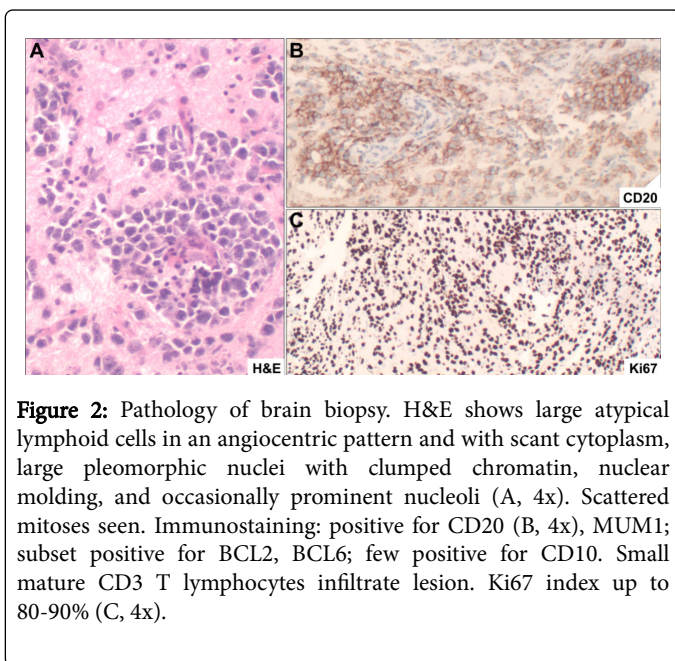 A
B
CD20
C
H&E
Ki67
Figure 2: Pathology of brain biopsy. H&E shows large atypical
lymphoid cells in an angiocentric pattern and with scant cytoplasm,
large pleomorphic nuclei with clumped chromatin, nuclear
molding, and occasionally prominent nucleoli (A, 4x). Scattered
mitoses seen. Immunostaining: positive for CD20 (B, 4x), MUM1;
subset positive for BCL2, BCL6; few positive for CD10. Small
mature CD3 T lymphocytes infiltrate lesion. Ki67 index up to
80-90% (C, 4x).